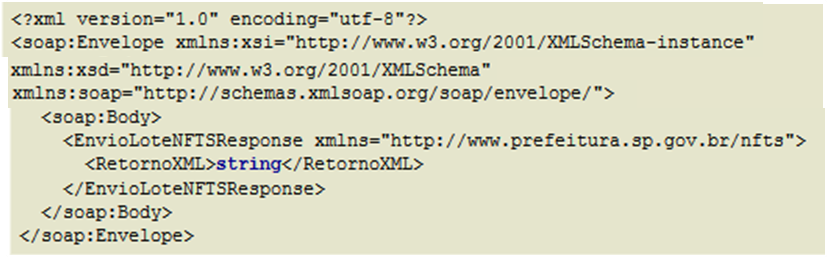 <?xml version="1.0" encoding="utf-8"?>
<soap:Envelope xmlns:xsi="http://www.w3.org/2001/XMLSchema-instance"
xmlns:xsd="http://www.w3.org/2001/XMLSchema"
xmlns:soap="http://schemas.xmlsoap.org/soap/envelope/">
<soap:Body>
<EnvioLoteNFTSResponse xmlns="http://www.prefeitura.sp.gov.br/nfts">
<RetornoXML>string</RetornoXML>
</EnvioLoteNFTSResponse>
</soap:Body>
</soap:Envelope>